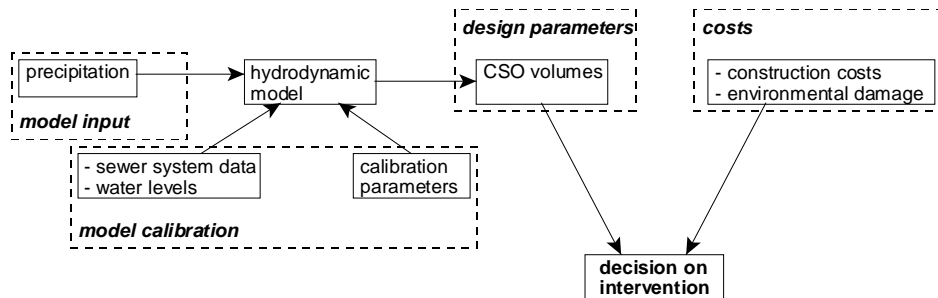 design parameters
costs
precipitation
hydrodynamic
model
CSO volumes
- construction costs
- environmental damage
model input
- sewer system data
- water levels
calibration
parameters
model calibration
decision on
intervention